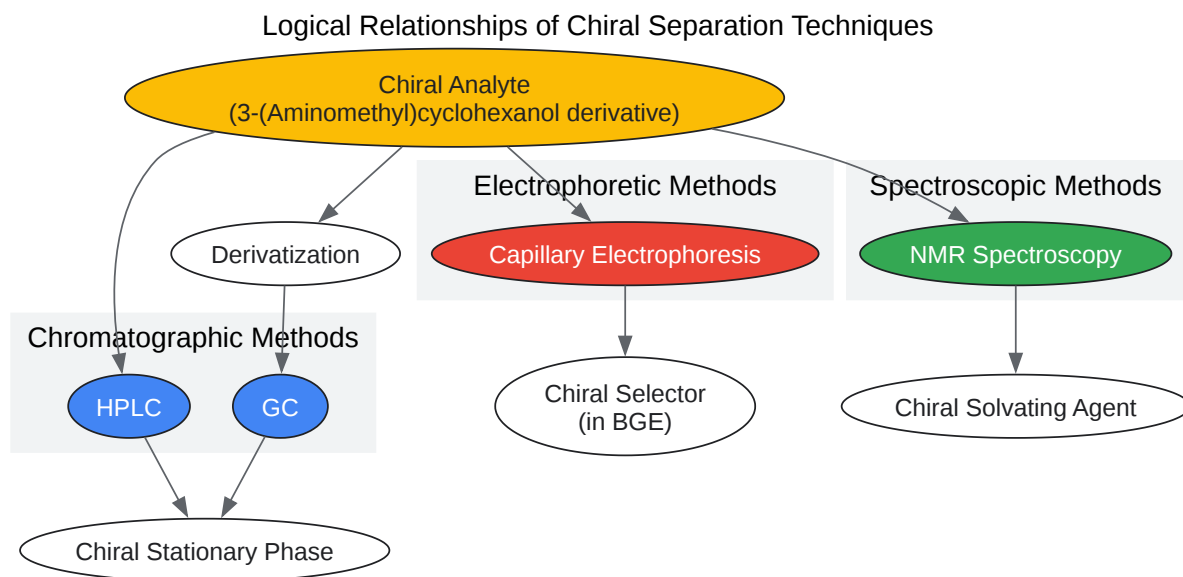 Logical Relationships of Chiral Separation Techniques
Chiral Analyte
(3-(Aminomethyl)cyclohexanol derivative)
Electrophoretic Methods
Spectroscopic Methods
Derivatization
Capillary Electrophoresis
NMR Spectroscopy
Chromatographic Methods
HPLC
GC
Chiral Selector
(in BGE)
Chiral Solvating Agent
Chiral Stationary Phase